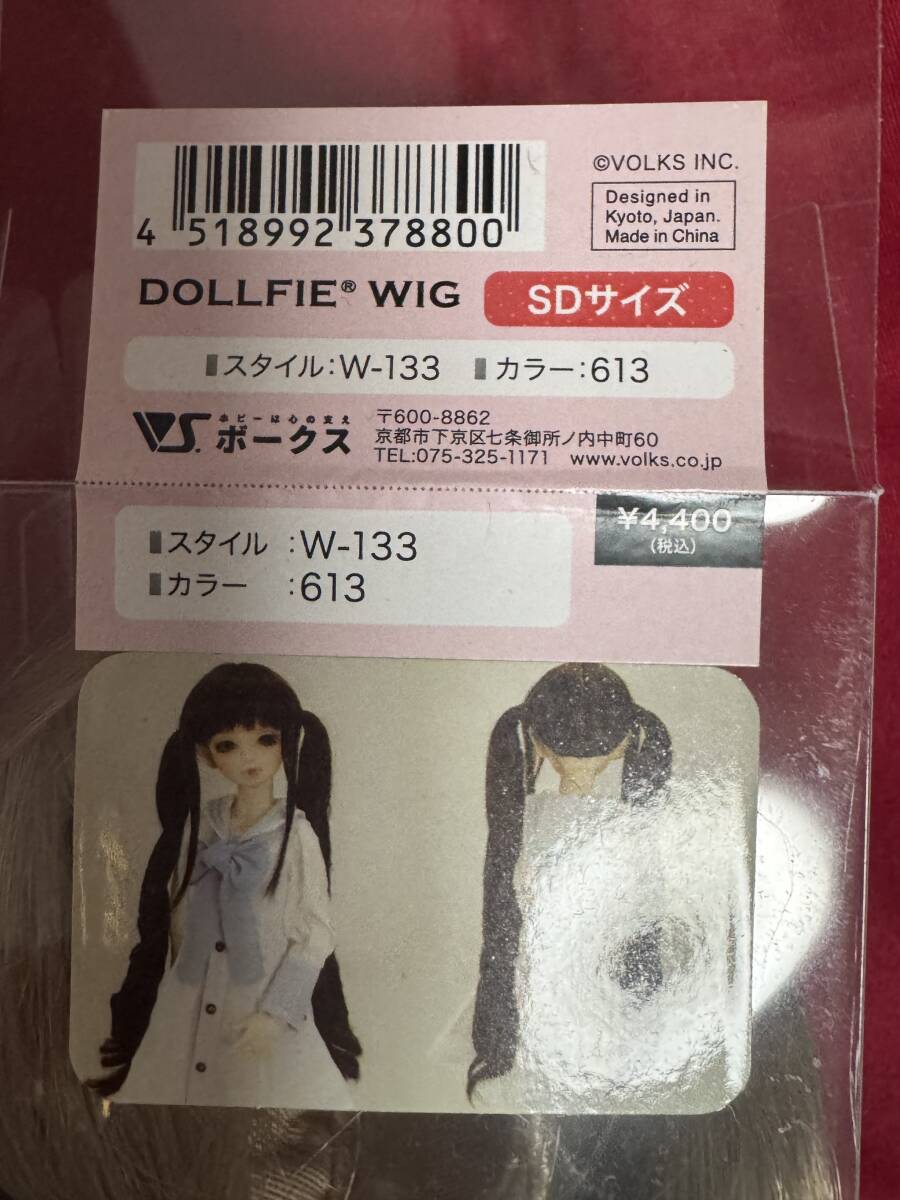 ©VOLKS INC.
Designed in
Kyoto, Japan.
Made in China
4 518992 378800
DOLLFIE® WIG
SDサイズ
スタイル:W-133 カラー:613
ホビーは心の支え
VS. ボークス
〒600-8862
京都市下京区七条御所ノ内中町60
TEL:075-325-1171 www.volks.co.jp
スタイル :W-133
カラー :613
¥4,400
(税込)